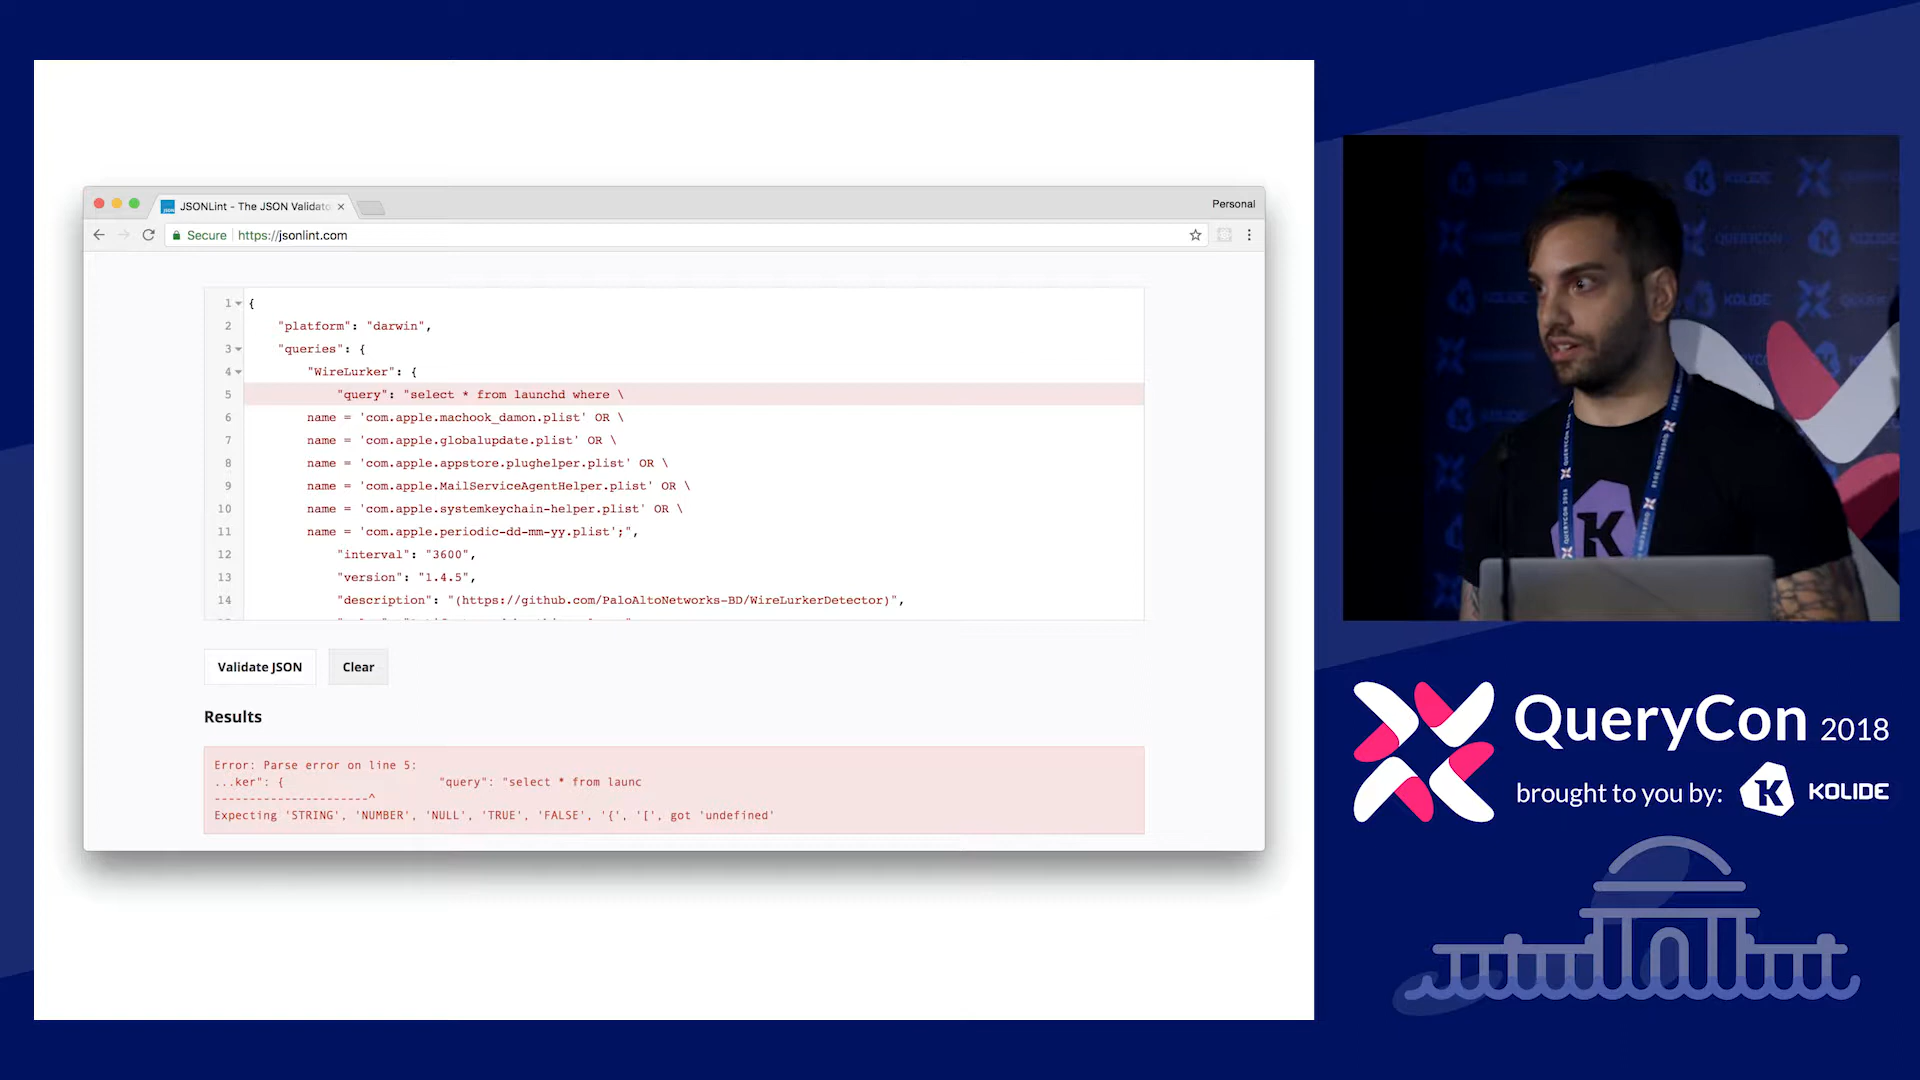 JSONLint - The JSON Validato
Personal
Secure https://jsonlint.com
1 {
2 "platform": "darwin",
3 "queries": {
4 "WireLurker": {
5 "query": "select * from launchd where \
6 name = 'com.apple.machook_damon.plist' OR \
7 name = 'com.apple.globalupdate.plist' OR \
8 name = 'com.apple.appstore.plughelper.plist' OR \
9 name = 'com.apple.MailServiceAgentHelper.plist' OR \
10 name = 'com.apple.systemkeychain-helper.plist' OR \
11 name = 'com.apple.periodic-dd-mm-yy.plist';",
12 "interval": "3600",
13 "version": "1.4.5",
14 "description": "(https://github.com/PaloAltoNetworks-BD/WireLurkerDetector)",
Validate JSON Clear
Results
Error: Parse error on line 5:
...ker": { "query": "select * from launc
----------------------^
Expecting 'STRING', 'NUMBER', 'NULL', 'TRUE', 'FALSE', '{', '[', got 'undefined'
KOLIDE
QUERYCON
KOLIDE
QUERYCON 2018
QueryCon 2018
brought to you by: KOLIDE